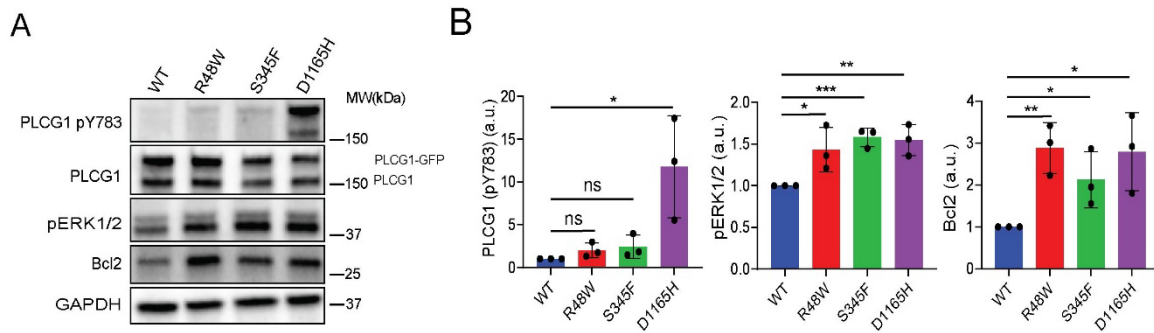 A
WT
R48W
S345F
D1165H
MW(kDa)
PLCG1 pY783
150
PLCG1-GFP
PLCG1
150 PLCG1
pERK1/2
37
Bcl2
25
GAPDH
37
B
PLCG1 (pY783) (a.u.)
20
15
10
5
0
*
ns
ns
WT
R48W
S345F
D1165H
pERK1/2 (a.u.)
2.0
1.5
1.0
0.5
0.0
**
***
*
WT
R48W
S345F
D1165H
Bcl2 (a.u.)
5
4
3
2
1
0
*
*
**
WT
R48W
S345F
D1165H